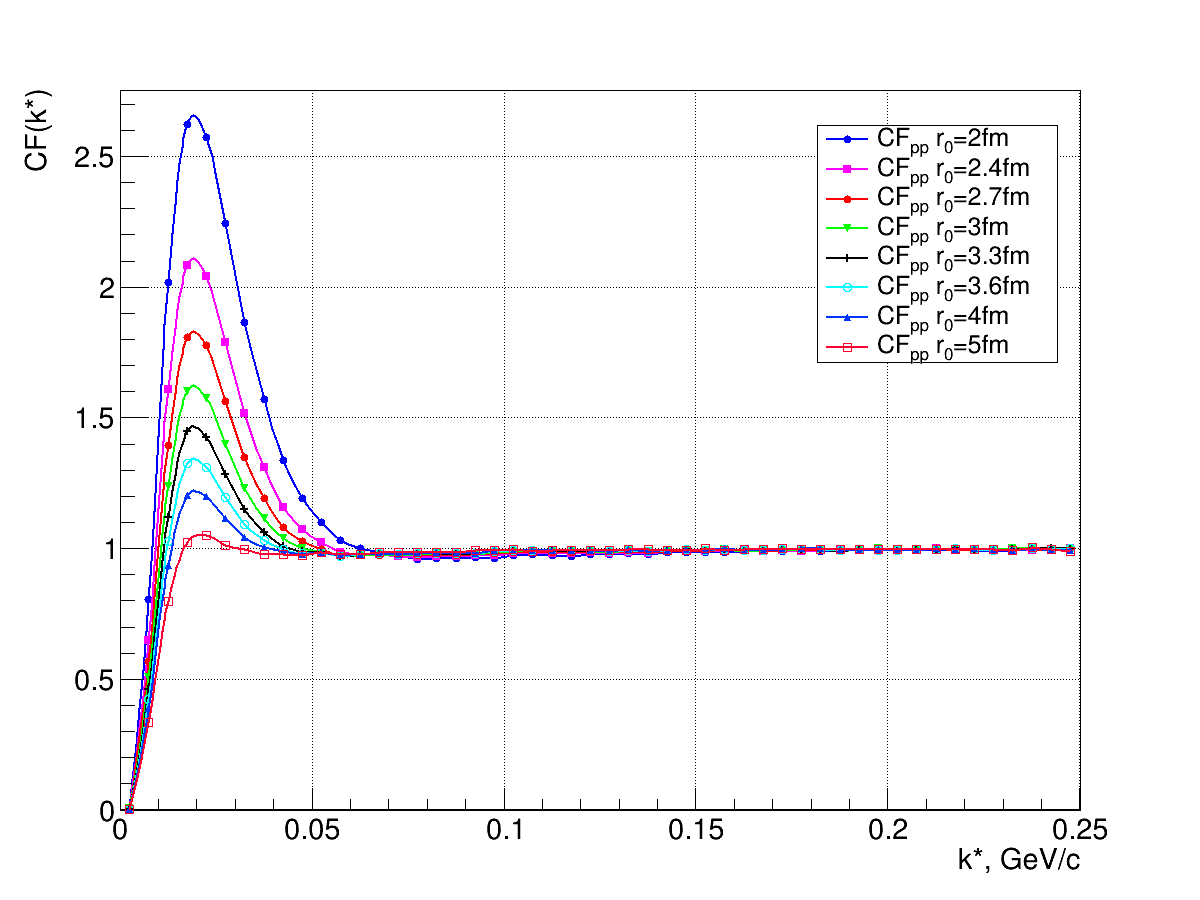 CF(k*)
2.5
2
1.5
1
0.5
0
0 0.05 0.1 0.15 0.2 0.25
k*, GeV/c
CFpp r0=2fm
CFpp r0=2.4fm
CFpp r0=2.7fm
CFpp r0=3fm
CFpp r0=3.3fm
CFpp r0=3.6fm
CFpp r0=4fm
CFpp r0=5fm